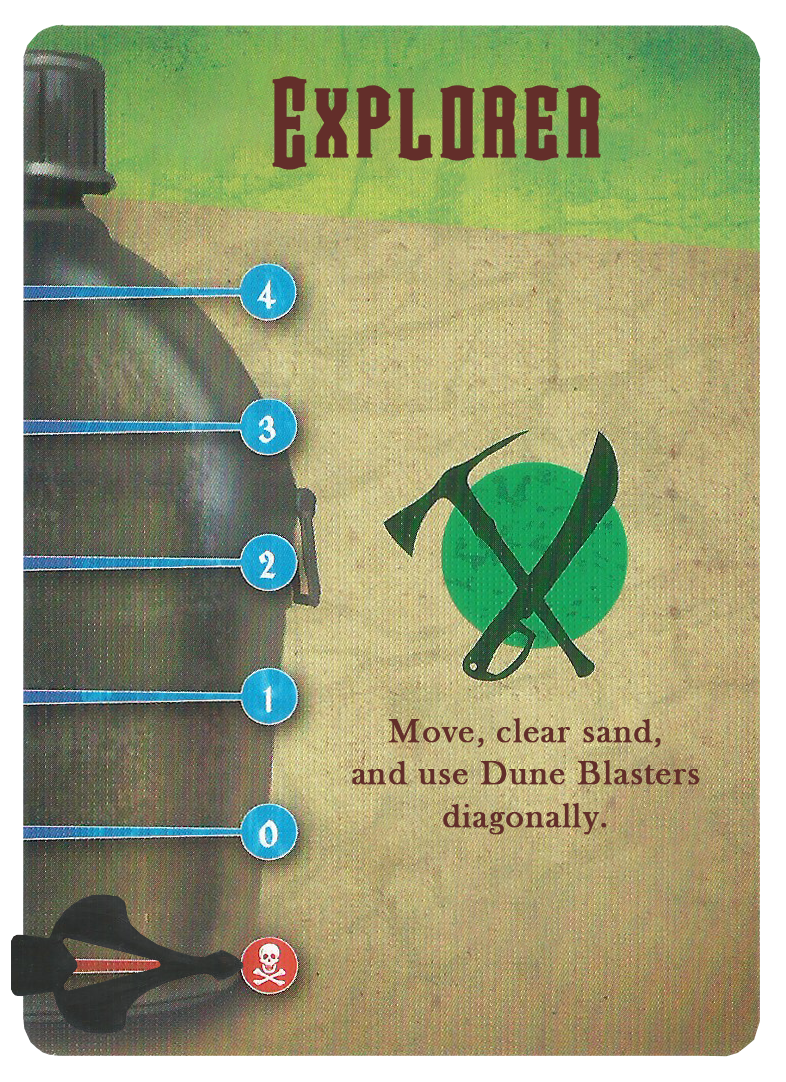 Explorer
4
3
2
1
0
Move, clear sand,
and use Dune Blasters
diagonally.